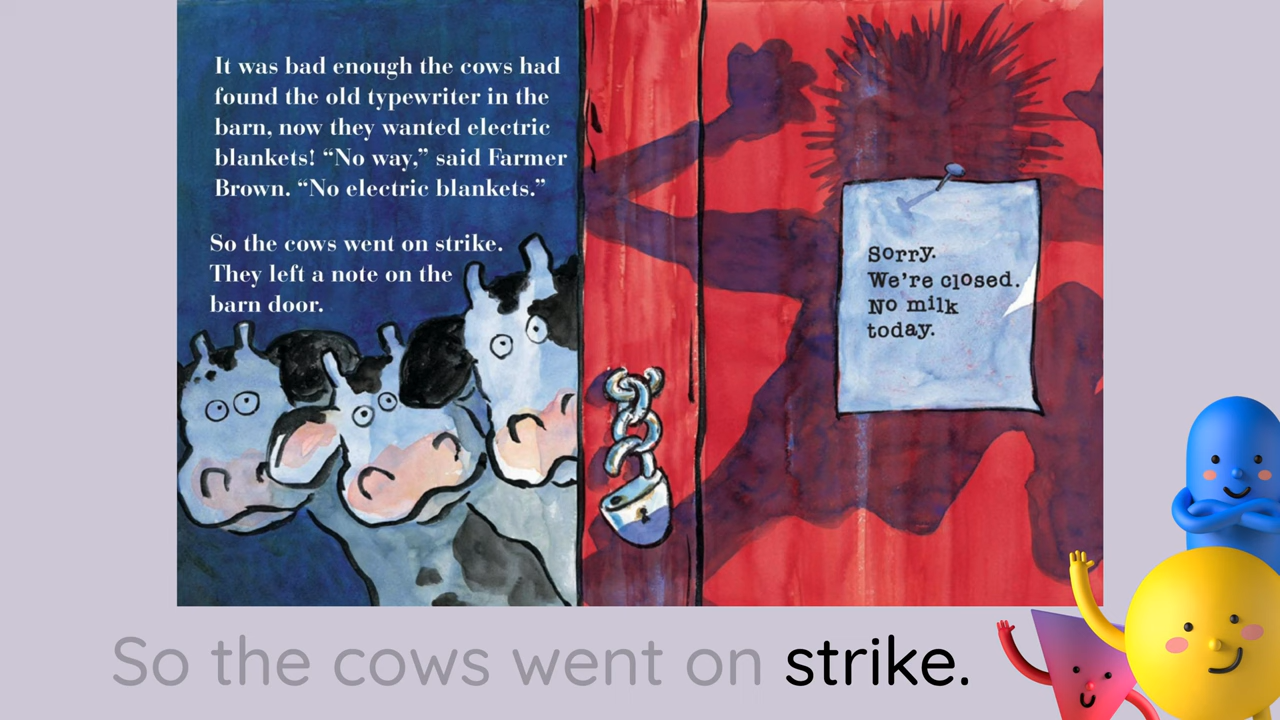 It was bad enough the cows had
found the old typewriter in the
barn, now they wanted electric
blankets! “No way,” said Farmer
Brown. “No electric blankets.”
So the cows went on strike.
They left a note on the
barn door.
Sorry.
We're closed.
No milk
today.
So the cows went on strike.